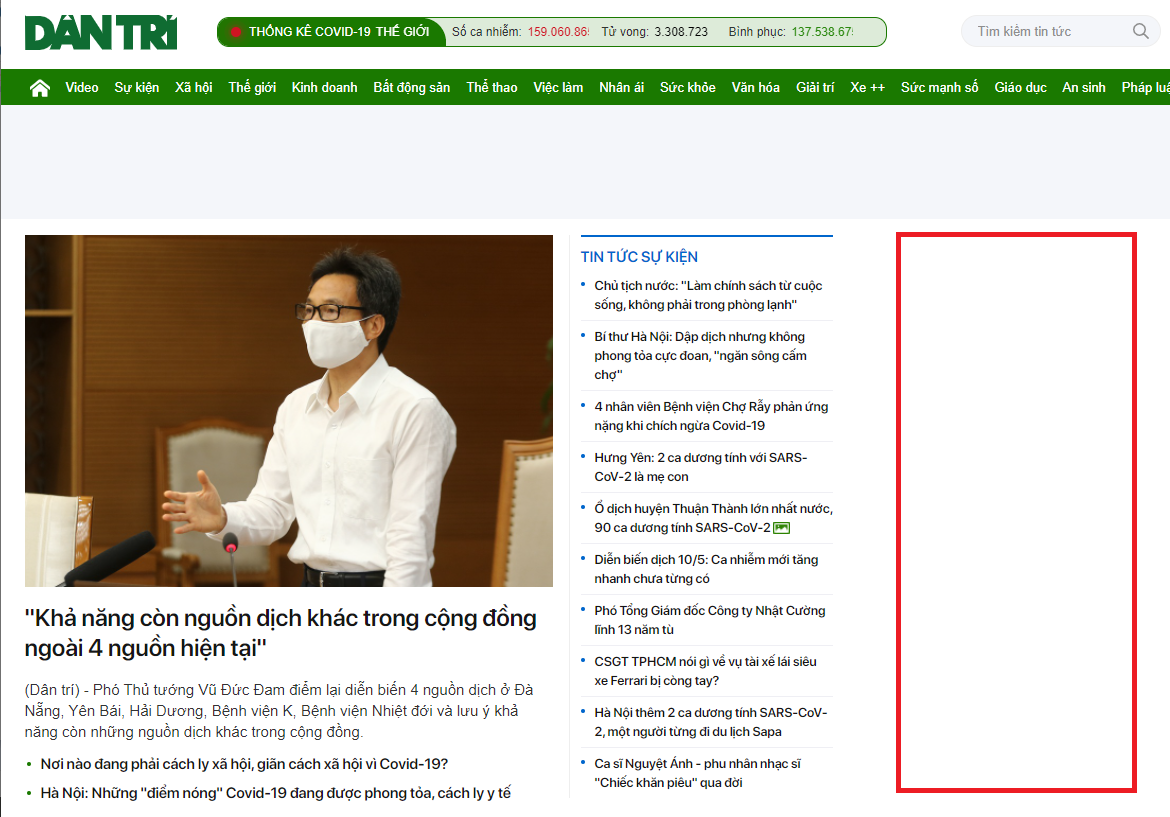 DÂN TRÍ
THỐNG KÊ COVID-19 THẾ GIỚI
Số ca nhiễm: 159.060.86
Tử vong: 3.308.723
Bình phục: 137.538.67
Tìm kiếm tin tức
Video Sự kiện Xã hội Thế giới Kinh doanh Bất động sản Thể thao Việc làm Nhân ái Sức khỏe Văn hóa Giải trí Xe ++ Sức mạnh số Giáo dục An sinh Pháp luậ
"Khả năng còn nguồn dịch khác trong cộng đồng
ngoài 4 nguồn hiện tại"
(Dân trí) - Phó Thủ tướng Vũ Đức Đam điểm lại diễn biến 4 nguồn dịch ở Đà
Nẵng, Yên Bái, Hải Dương, Bệnh viện K, Bệnh viện Nhiệt đới và lưu ý khả
năng còn những nguồn dịch khác trong cộng đồng.
Nơi nào đang phải cách ly xã hội, giãn cách xã hội vì Covid-19?
Hà Nội: Những "điểm nóng" Covid-19 đang được phong tỏa, cách ly y tế
TIN TỨC SỰ KIỆN
Chủ tịch nước: "Làm chính sách từ cuộc
sống, không phải trong phòng lạnh"
Bí thư Hà Nội: Dập dịch nhưng không
phong tỏa cực đoan, "ngăn sông cấm
chợ"
4 nhân viên Bệnh viện Chợ Rẫy phản ứng
nặng khi chích ngừa Covid-19
Hưng Yên: 2 ca dương tính với SARS-
CoV-2 là mẹ con
Ổ dịch huyện Thuận Thành lớn nhất nước,
90 ca dương tính SARS-CoV-2
Diễn biến dịch 10/5: Ca nhiễm mới tăng
nhanh chưa từng có
Phó Tổng Giám đốc Công ty Nhật Cường
lĩnh 13 năm tù
CSGT TPHCM nói gì về vụ tài xế lái siêu
xe Ferrari bị còng tay?
Hà Nội thêm 2 ca dương tính SARS-CoV-
2, một người từng đi du lịch Sapa
Ca sĩ Nguyệt Ánh - phu nhân nhạc sĩ
"Chiếc khăn piêu" qua đời